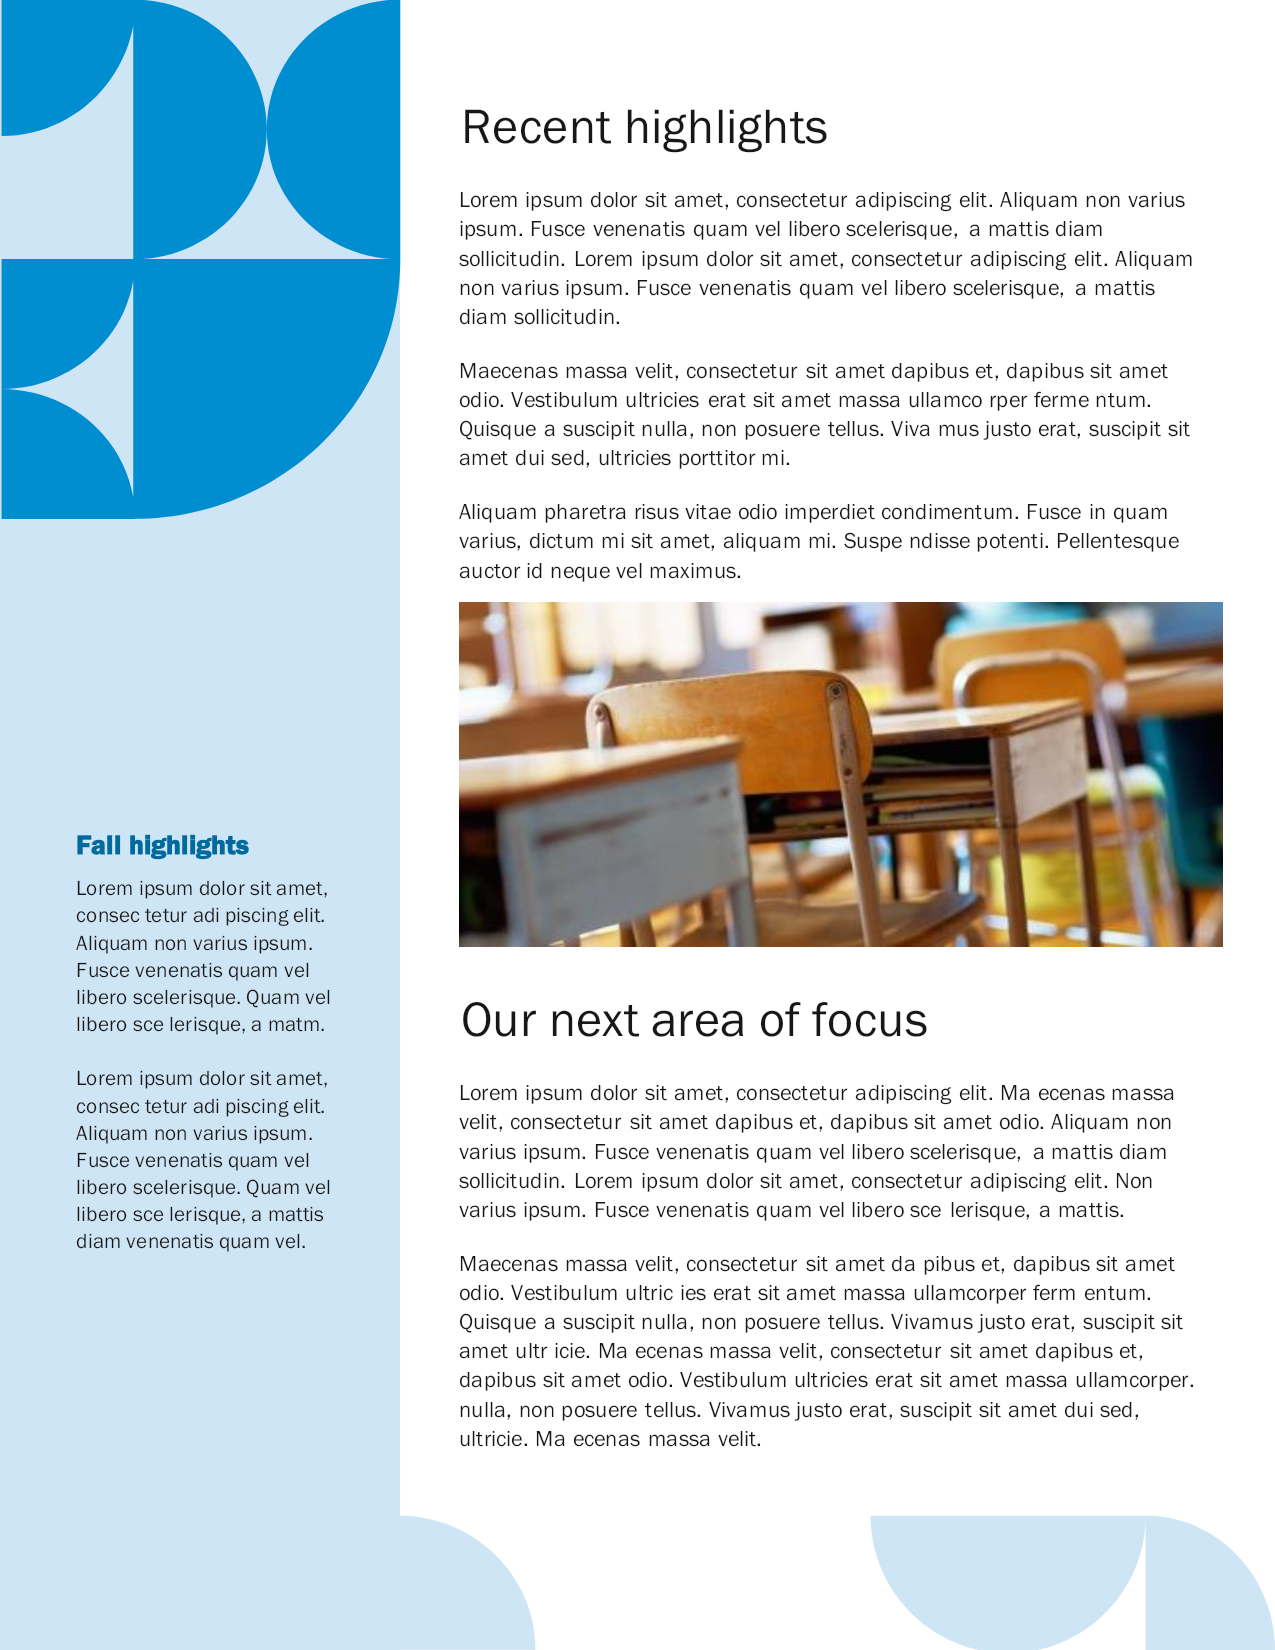 Recent highlights
Lorem ipsum dolor sit amet, consectetur adipiscing elit. Aliquam non varius
ipsum. Fusce venenatis quam vel libero scelerisque, a mattis diam
sollicitudin. Lorem ipsum dolor sit amet, consectetur adipiscing elit. Aliquam
non varius ipsum. Fusce venenatis quam vel libero scelerisque, a mattis
diam sollicitudin.
Maecenas massa velit, consectetur sit amet dapibus et, dapibus sit amet
odio. Vestibulum ultricies erat sit amet massa ullamco rper ferme ntum.
Quisque a suscipit nulla, non posuere tellus. Viva mus justo erat, suscipit sit
amet dui sed, ultricies porttitor mi.
Aliquam pharetra risus vitae odio imperdiet condimentum. Fusce in quam
varius, dictum mi sit amet, aliquam mi. Suspe ndisse potenti. Pellentesque
auctor id neque vel maximus.
Fall highlights
Lorem ipsum dolor sit amet,
consec tetur adi piscing elit.
Aliquam non varius ipsum.
Fusce venenatis quam vel
libero scelerisque. Quam vel
libero sce lerisque, a matm.
Lorem ipsum dolor sit amet,
consec tetur adi piscing elit.
Aliquam non varius ipsum.
Fusce venenatis quam vel
libero scelerisque. Quam vel
libero sce lerisque, a mattis
diam venenatis quam vel.
Our next area of focus
Lorem ipsum dolor sit amet, consectetur adipiscing elit. Ma ecenas massa
velit, consectetur sit amet dapibus et, dapibus sit amet odio. Aliquam non
varius ipsum. Fusce venenatis quam vel libero scelerisque, a mattis diam
sollicitudin. Lorem ipsum dolor sit amet, consectetur adipiscing elit. Non
varius ipsum. Fusce venenatis quam vel libero sce lerisque, a mattis.
Maecenas massa velit, consectetur sit amet da pibus et, dapibus sit amet
odio. Vestibulum ultric ies erat sit amet massa ullamcorper ferm entum.
Quisque a suscipit nulla, non posuere tellus. Vivamus justo erat, suscipit sit
amet ultr icie. Ma ecenas massa velit, consectetur sit amet dapibus et,
dapibus sit amet odio. Vestibulum ultricies erat sit amet massa ullamcorper.
nulla, non posuere tellus. Vivamus justo erat, suscipit sit amet dui sed,
ultricie. Ma ecenas massa velit.